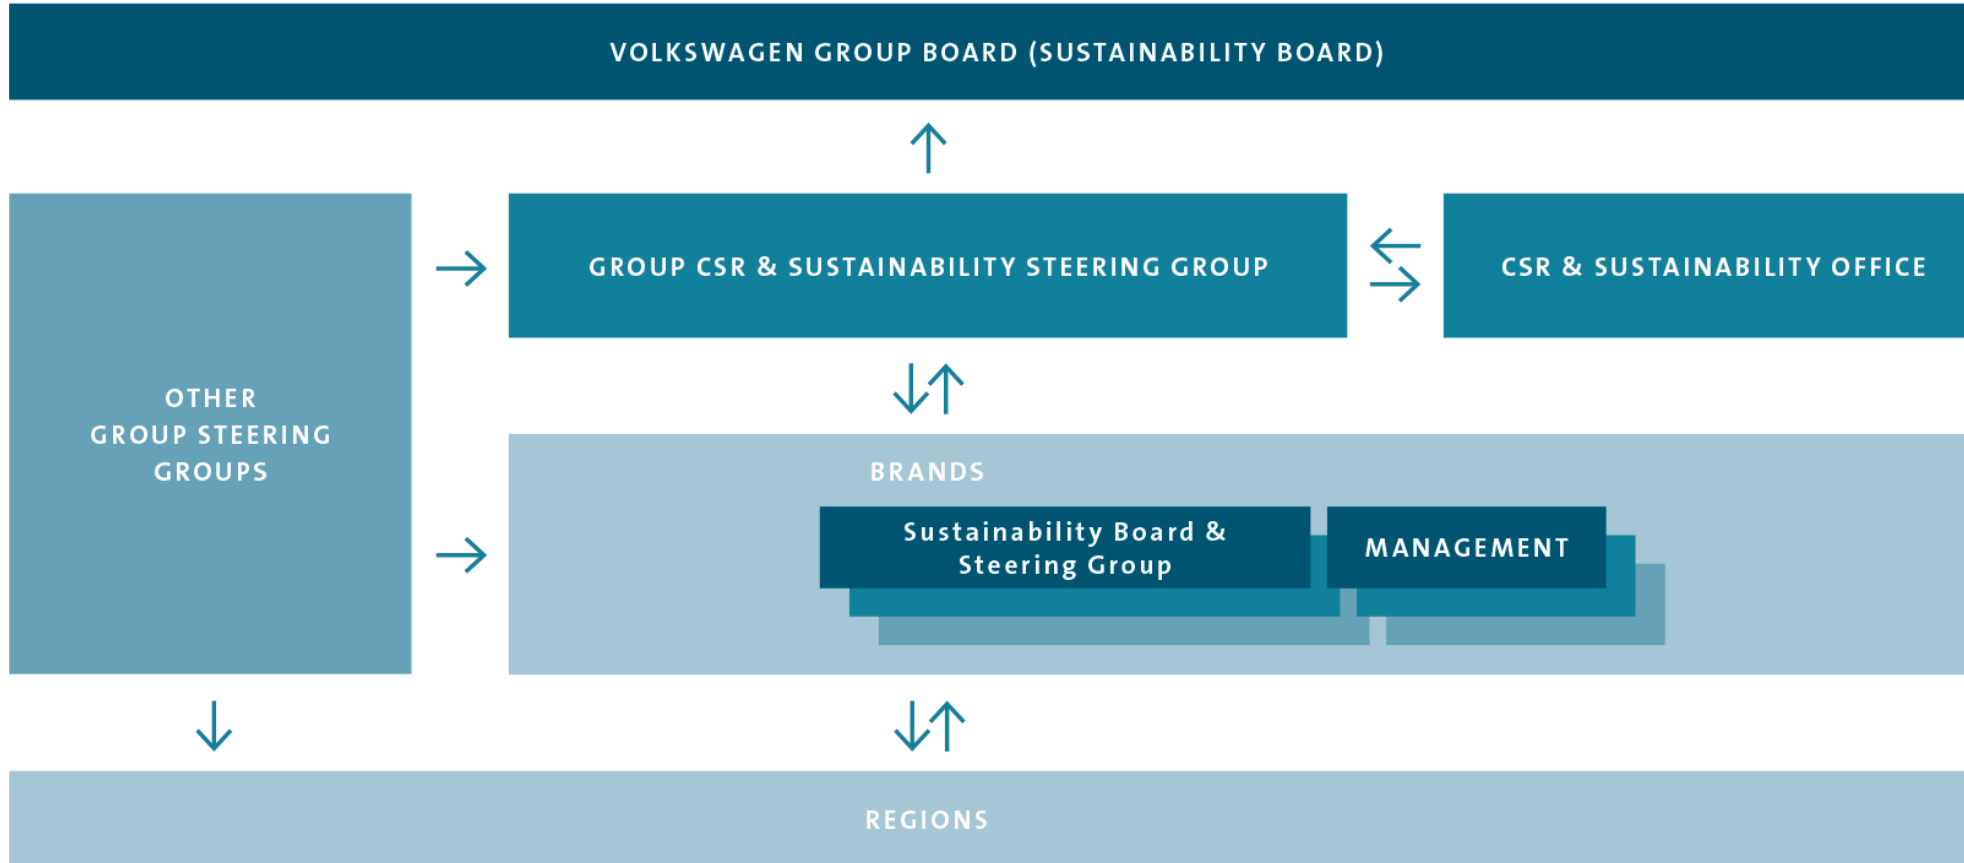 VOLKSWAGEN GROUP BOARD (SUSTAINABILITY BOARD)
GROUP CSR & SUSTAINABILITY STEERING GROUP
CSR & SUSTAINABILITY OFFICE
OTHER
GROUP STEERING
GROUPS
BRANDS
Sustainability Board &
Steering Group
MANAGEMENT
REGIONS